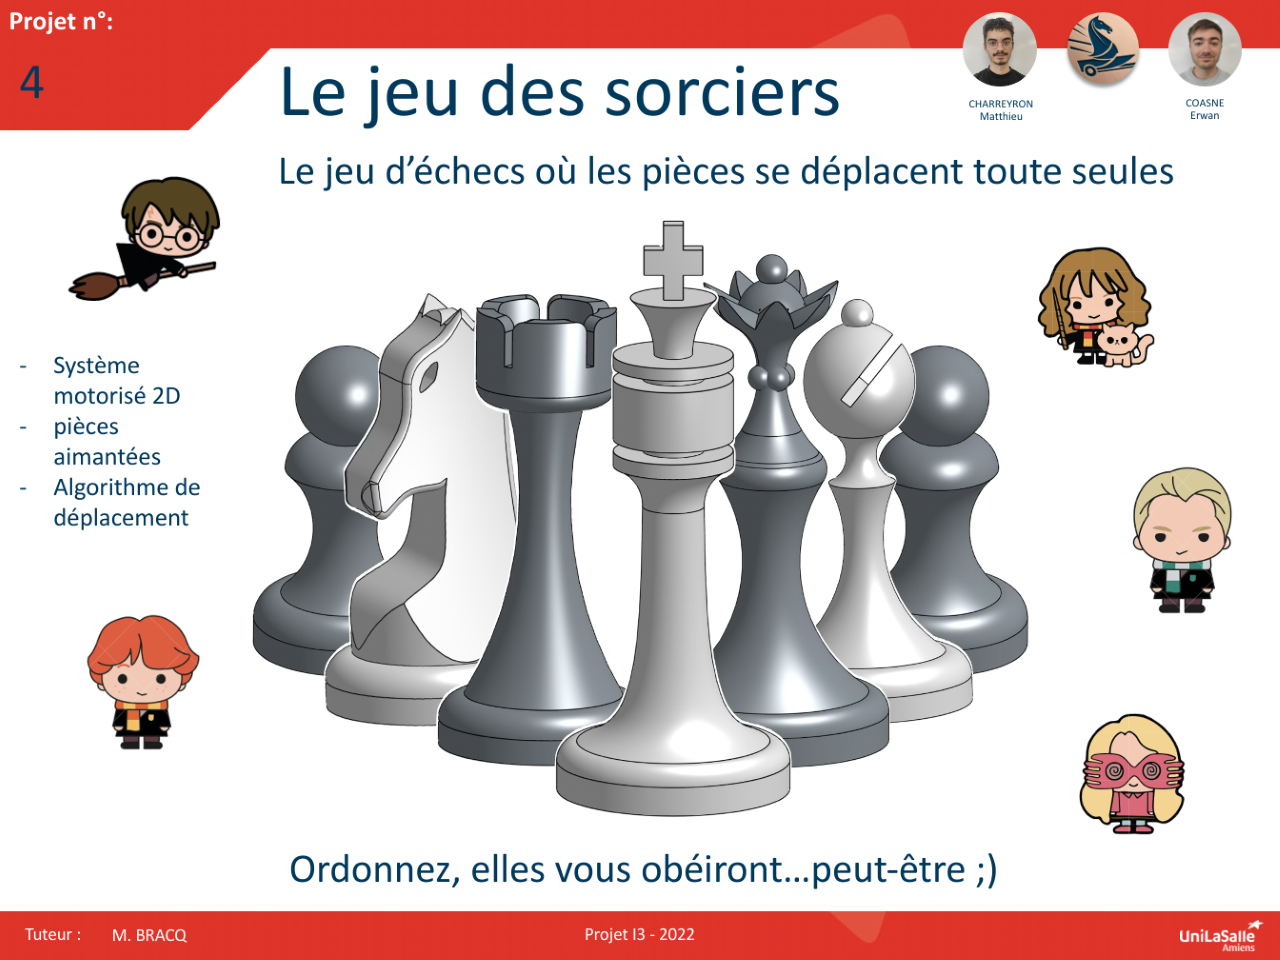 Projet n°:
4
Le jeu des sorciers
CHARREYRON
Matthieu
COASNE
Erwan
Le jeu d’échecs où les pièces se déplacent toute seules
- Système
motorisé 2D
- pièces
aimantées
- Algorithme de
déplacement
Ordonnez, elles vous obéiront...peut-être ;)
Tuteur : M. BRACQ
Projet I3 - 2022
UniLaSalle
Amiens